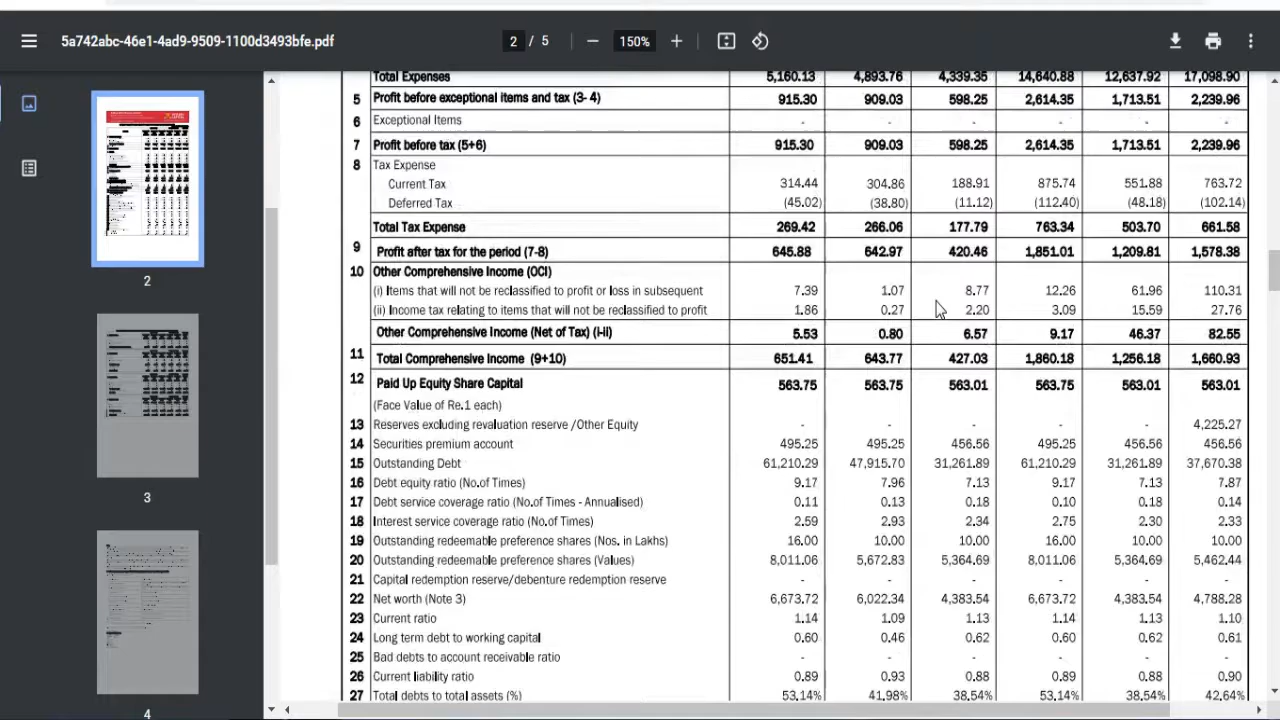 5a742abc-46e1-4ad9-9509-1100d3493bfe.pdf 2 / 5 150%
Total Expenses 5,160.13 4,893.76 4,339.35 14,640.88 12,637.92 17,098.90
5 Profit before exceptional items and tax (3- 4) 915.30 909.03 598.25 2,614.35 1,713.51 2,239.96
6 Exceptional Items - - - - - -
7 Profit before tax (5+6) 915.30 909.03 598.25 2,614.35 1,713.51 2,239.96
8 Tax Expense
Current Tax 314.44 304.86 188.91 875.74 551.88 763.72
Deferred Tax (45.02) (38.80) (11.12) (112.40) (48.18) (102.14)
Total Tax Expense 269.42 266.06 177.79 763.34 503.70 661.58
9 Profit after tax for the period (7-8) 645.88 642.97 420.46 1,851.01 1,209.81 1,578.38
10 Other Comprehensive Income (OCI)
(i) Items that will not be reclassified to profit or loss in subsequent 7.39 1.07 8.77 12.26 61.96 110.31
(ii) Income tax relating to items that will not be reclassified to profit 1.86 0.27 2.20 3.09 15.59 27.76
Other Comprehensive Income (Net of Tax) (i-ii) 5.53 0.80 6.57 9.17 46.37 82.55
11 Total Comprehensive Income (9+10) 651.41 643.77 427.03 1,860.18 1,256.18 1,660.93
12 Paid Up Equity Share Capital 563.75 563.75 563.01 563.75 563.01 563.01
(Face Value of Re.1 each)
13 Reserves excluding revaluation reserve /Other Equity - - - - - 4,225.27
14 Securities premium account 495.25 495.25 456.56 495.25 456.56 456.56
15 Outstanding Debt 61,210.29 47,915.70 31,261.89 61,210.29 31,261.89 37,670.38
16 Debt equity ratio (No.of Times) 9.17 7.96 7.13 9.17 7.13 7.87
17 Debt service coverage ratio (No.of Times - Annualised) 0.11 0.13 0.18 0.10 0.18 0.14
18 Interest service coverage ratio (No.of Times) 2.59 2.93 2.34 2.75 2.30 2.33
19 Outstanding redeemable preference shares (Nos. in Lakhs) 16.00 10.00 10.00 16.00 10.00 10.00
20 Outstanding redeemable preference shares (Values) 8,011.06 5,672.83 5,364.69 8,011.06 5,364.69 5,462.44
21 Capital redemption reserve/debenture redemption reserve - - - - - -
22 Net worth (Note 3) 6,673.72 6,022.34 4,383.54 6,673.72 4,383.54 4,788.28
23 Current ratio 1.14 1.09 1.13 1.14 1.13 1.10
24 Long term debt to working capital 0.60 0.46 0.62 0.60 0.62 0.61
25 Bad debts to account receivable ratio - - - - - -
26 Current liability ratio 0.89 0.93 0.88 0.89 0.88 0.90
27 Total debts to total assets (%) 53.14% 41.98% 38.54% 53.14% 38.54% 42.64%
2
3
4